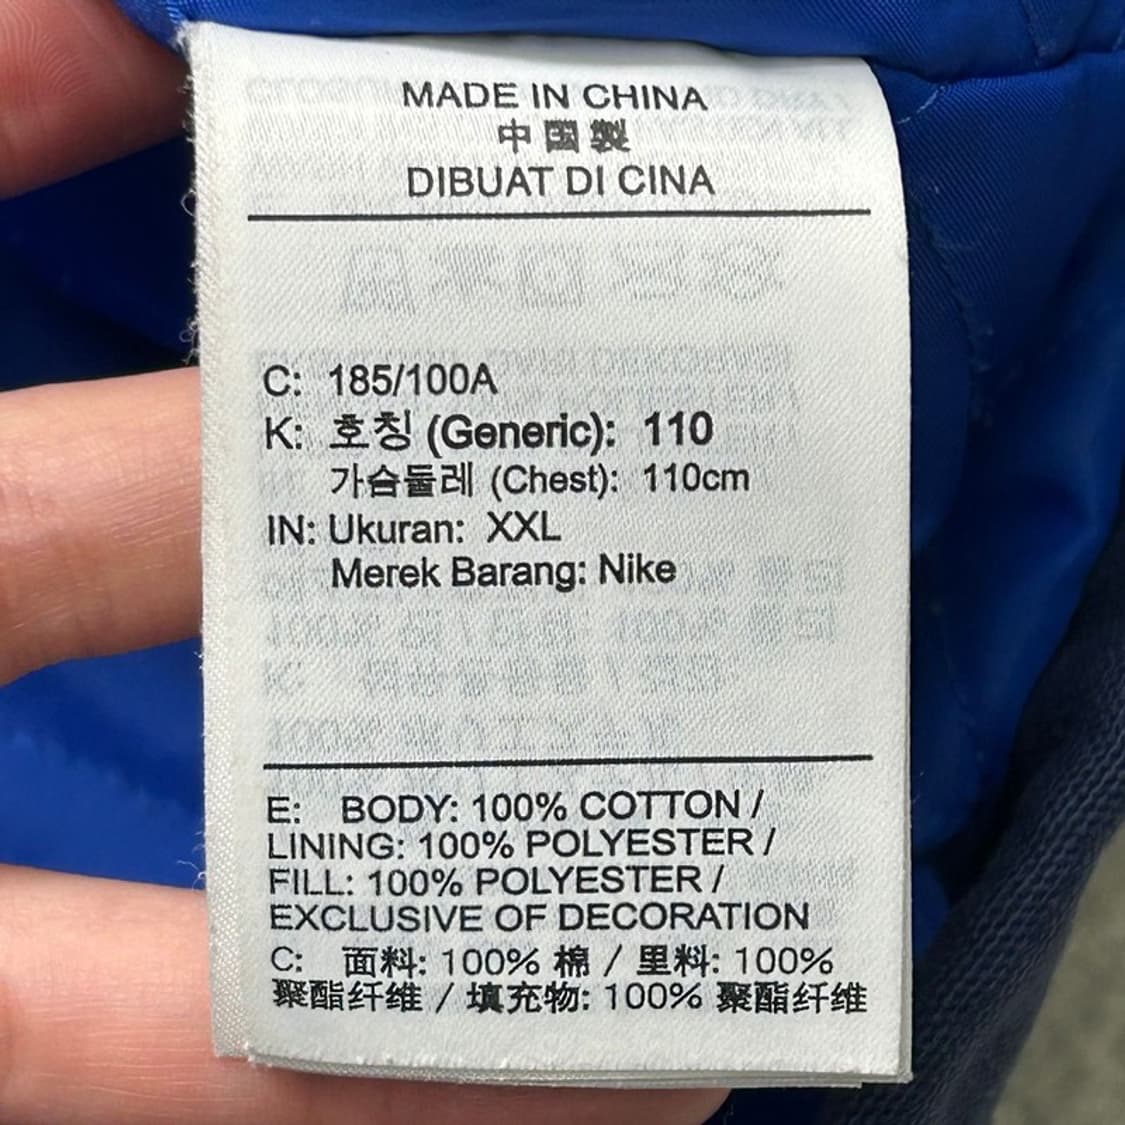 MADE IN CHINA
中国製
DIBUAT DI CINA
C: 185/100A
K: 호칭 (Generic): 110
가슴둘레 (Chest): 110cm
IN: Ukuran: XXL
Merek Barang: Nike
E: BODY: 100% COTTON /
LINING: 100% POLYESTER /
FILL: 100% POLYESTER /
EXCLUSIVE OF DECORATION
C: 面料: 100% 棉 / 里料: 100%
聚酯纤维 / 填充物: 100% 聚酯纤维